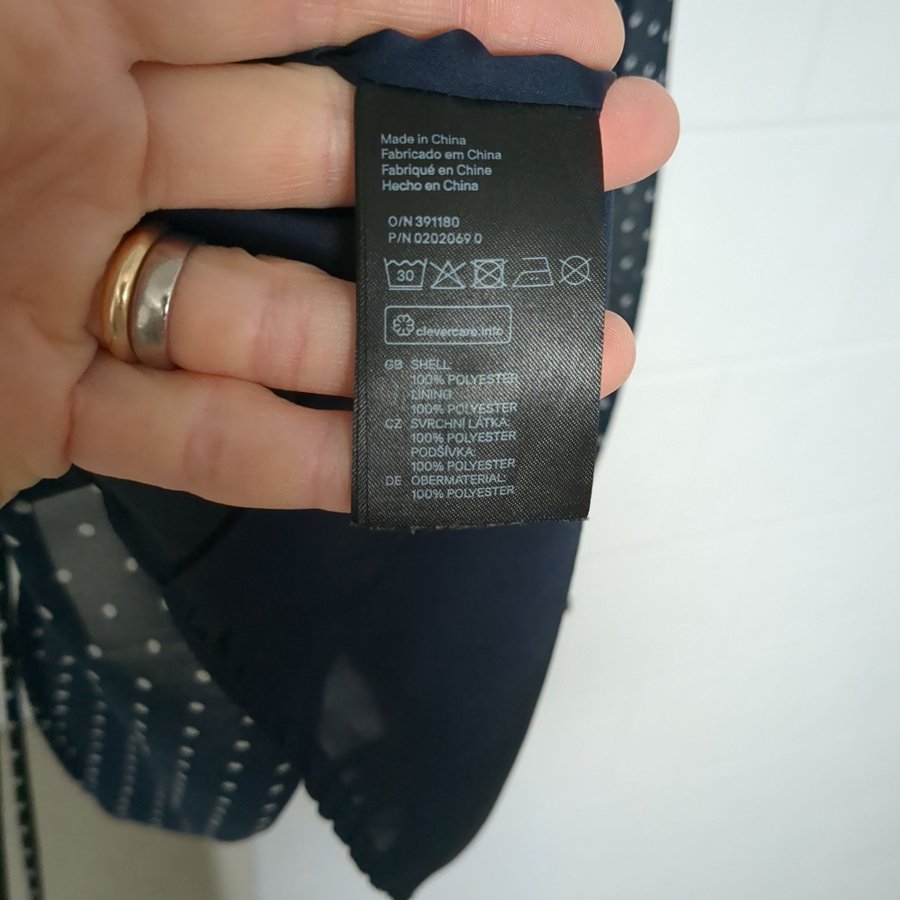 Made in China
Fabricado em China
Fabriqué en Chine
Hecho en China
O/N 391180
P/N 0202069 0
30
clevercare.info
GB SHELL:
100% POLYESTER
LINING:
100% POLYESTER
CZ SVRCHNÍ LÁTKA:
100% POLYESTER
PODŠÍVKA:
100% POLYESTER
DE OBERMATERIAL:
100% POLYESTER